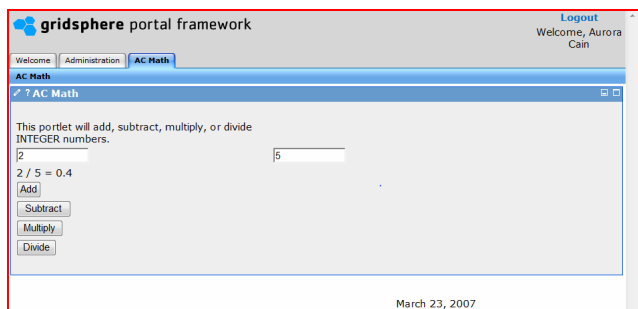 gridsphere portal framework
Logout
Welcome, Aurora
Cain
Welcome Administration AC Math
AC Math
? AC Math
This portlet will add, subtract, multiply, or divide
INTEGER numbers.
2 5
2 / 5 = 0.4
Add
Subtract
Multiply
Divide
March 23, 2007